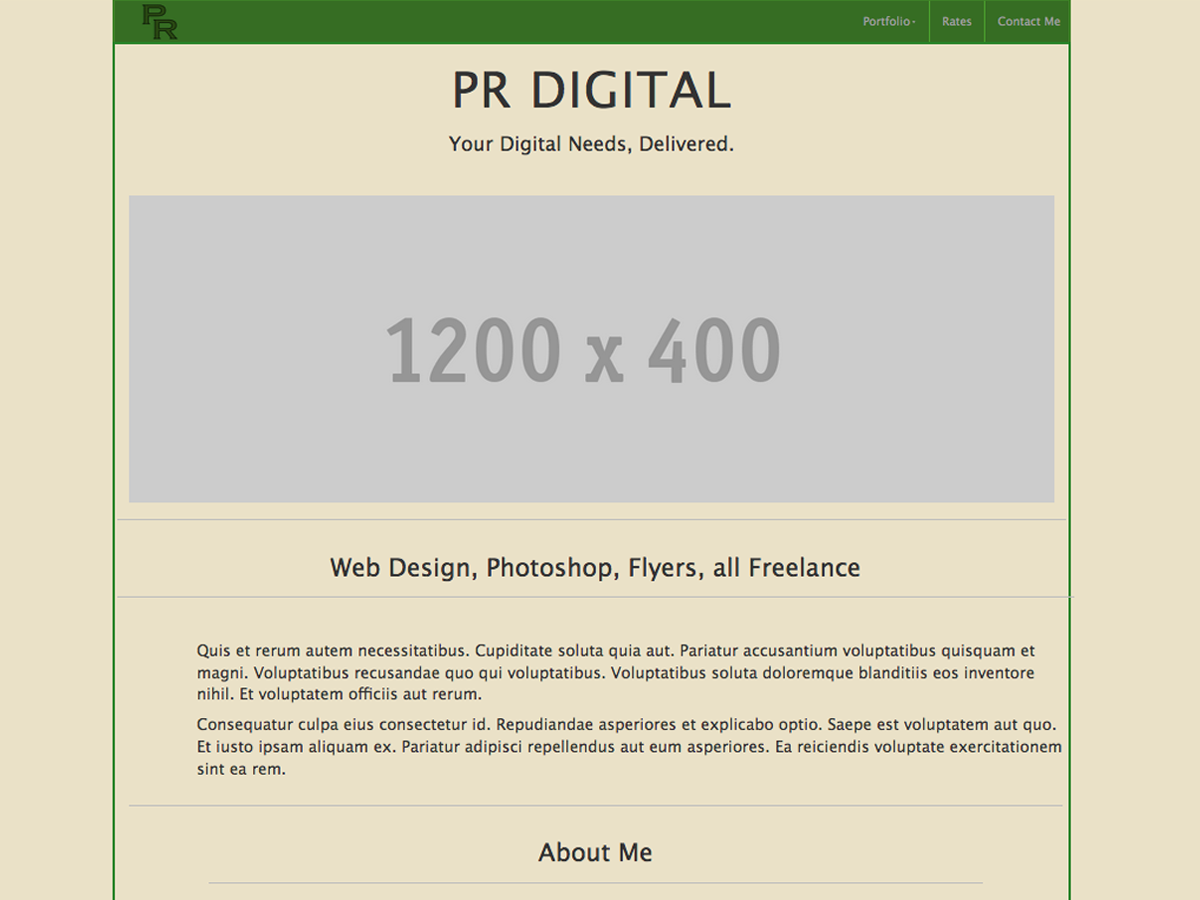 PR
Portfolio·
Rates
Contact Me
PR DIGITAL
Your Digital Needs, Delivered.
1200 x 400
Web Design, Photoshop, Flyers, all Freelance
Quis et rerum autem necessitatibus. Cupiditate soluta quia aut. Pariatur accusantium voluptatibus quisquam et
magni. Voluptatibus recusandae quo qui voluptatibus. Voluptatibus soluta doloremque blanditiis eos inventore
nihil. Et voluptatem officiis aut rerum.
Consequatur culpa eius consectetur id. Repudiandae asperiores et explicabo optio. Saepe est voluptatem aut quo.
Et iusto ipsam aliquam ex. Pariatur adipisci repellendus aut eum asperiores. Ea reiciendis voluptate exercitationem
sint ea rem.
About Me